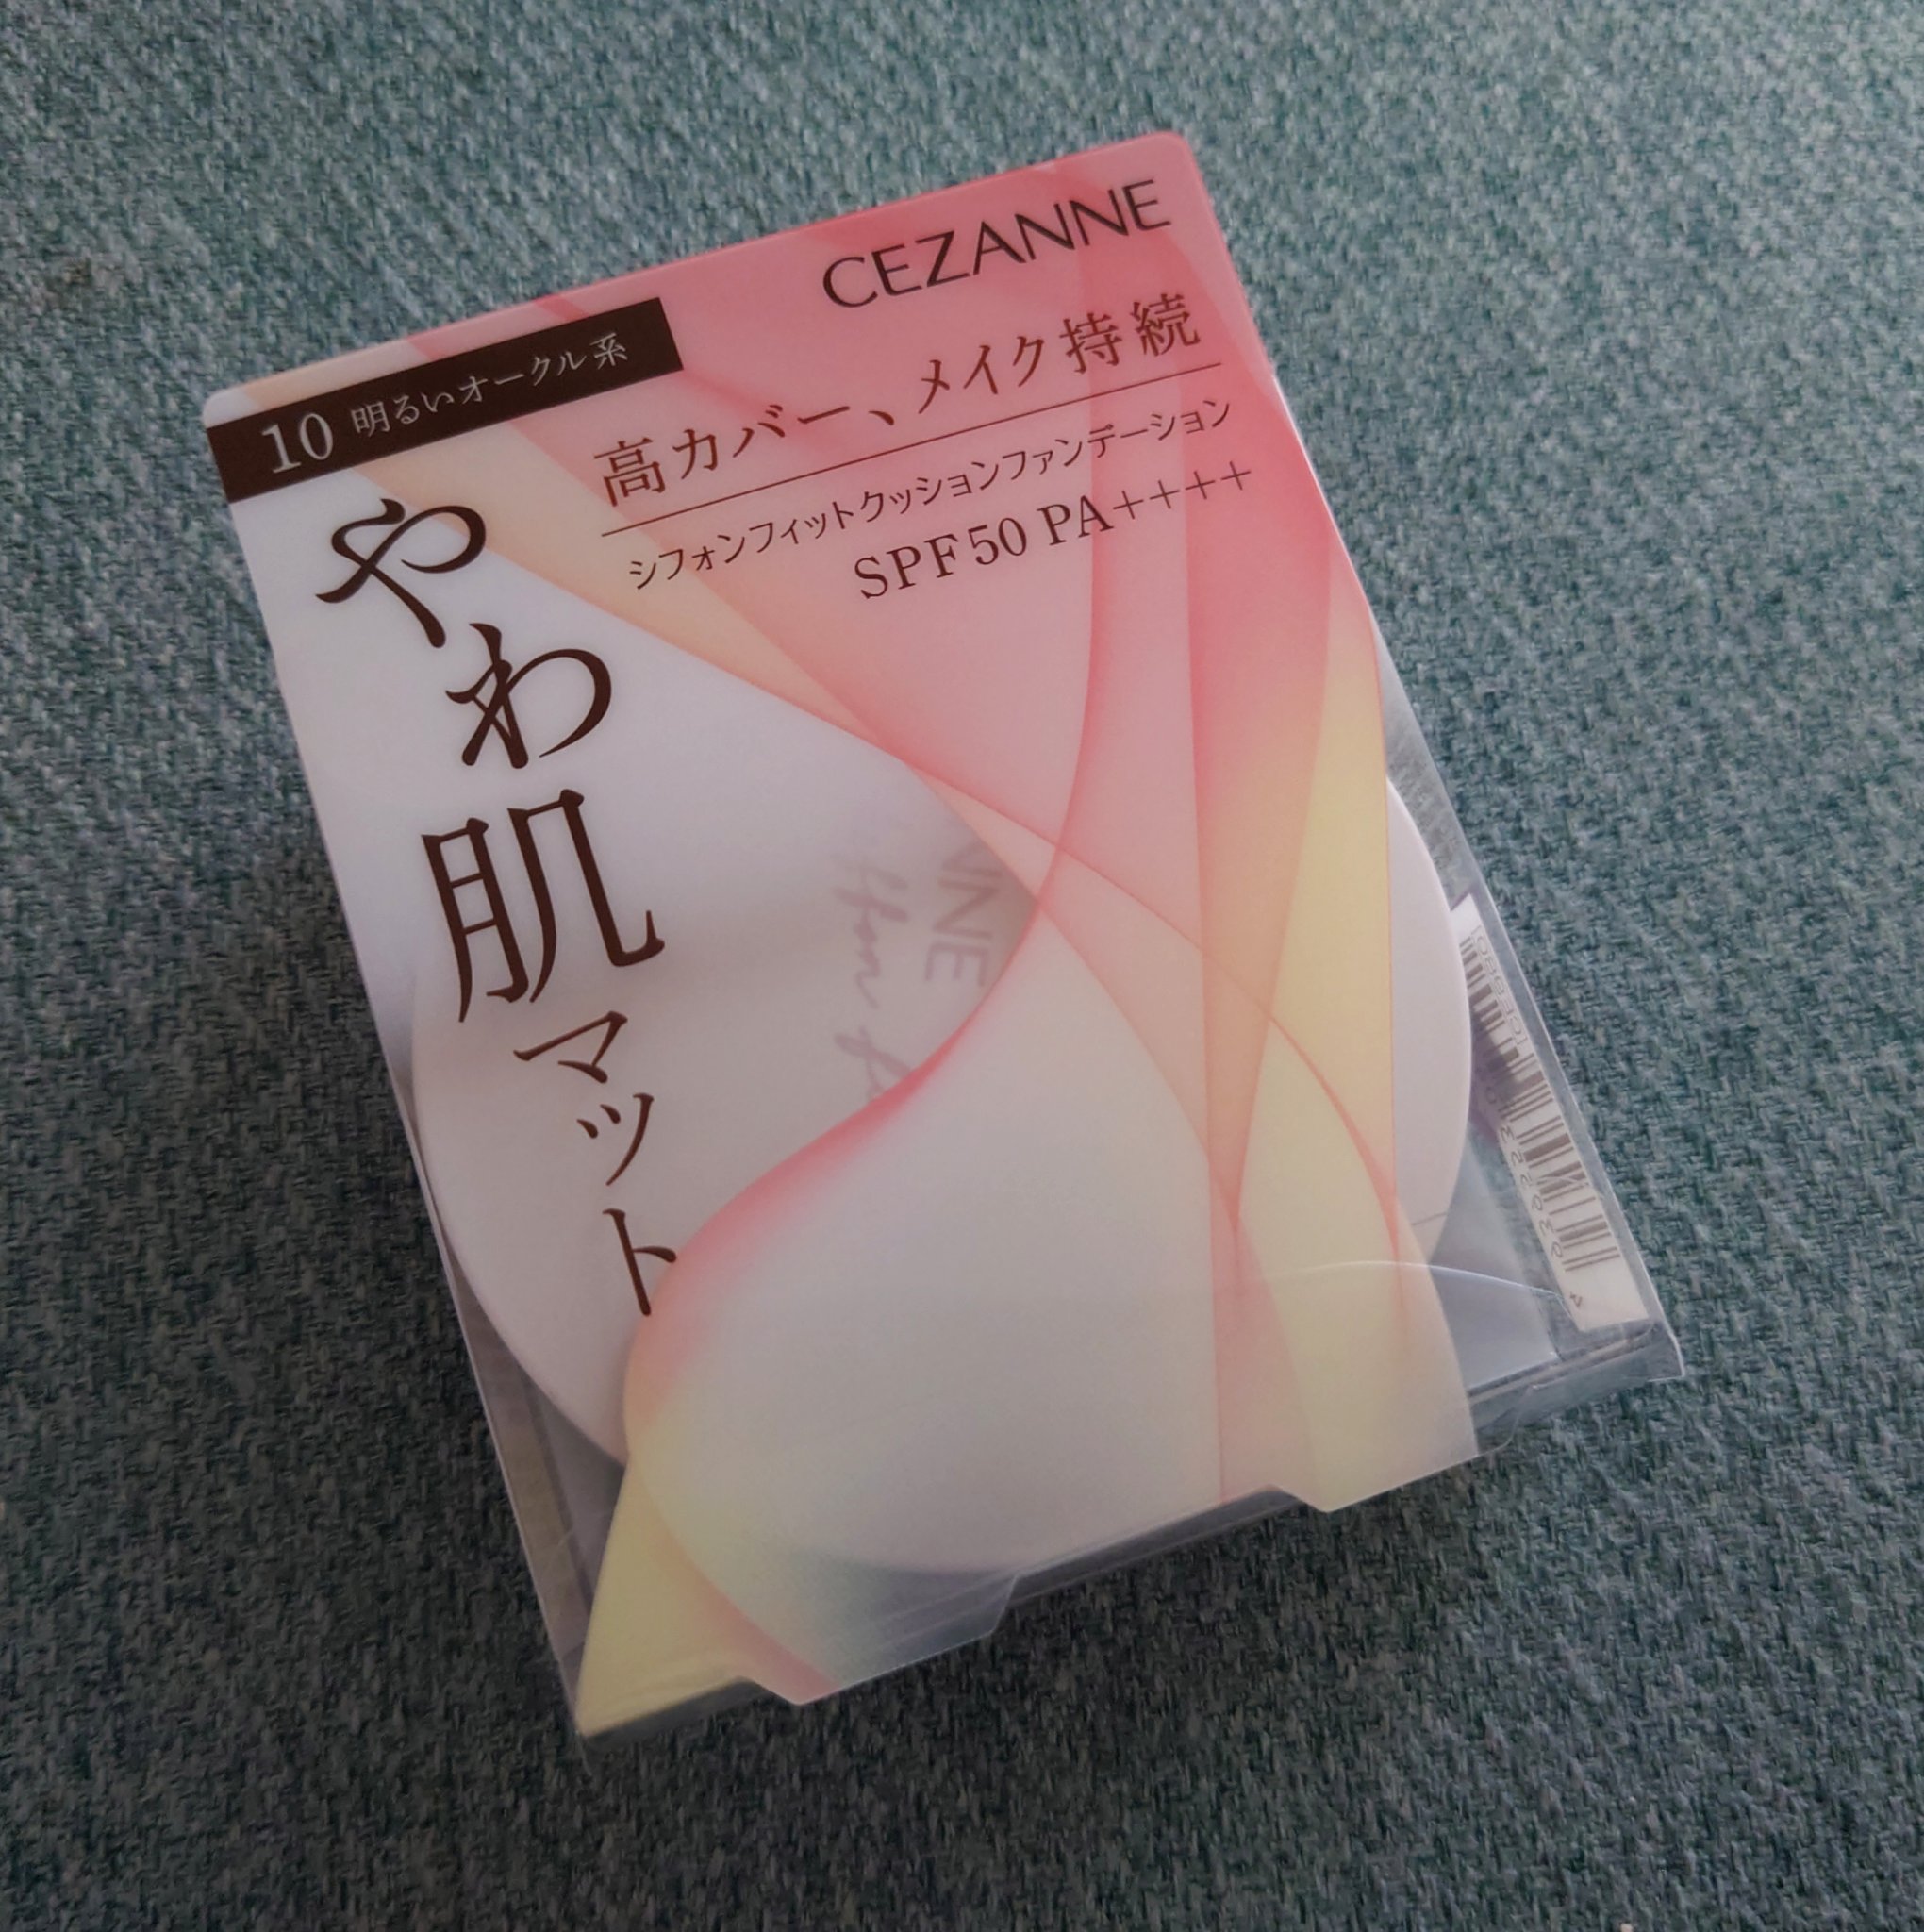 CEZANNE
10 明るいオークル系
高カバー、メイク持続
シフォンフィットクッションファンデーション
SPF50 PA++++
やわ肌マット
NNE